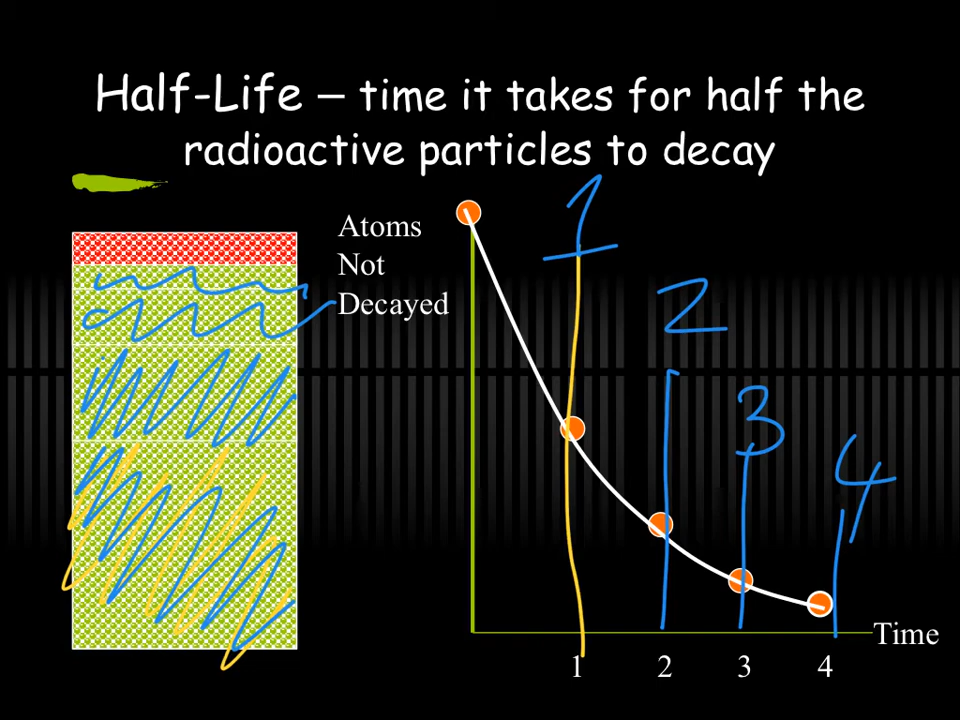 Half-Life – time it takes for half the
radioactive particles to decay
Atoms
Not
Decayed
1
2
3
4
Time
1 2 3 4